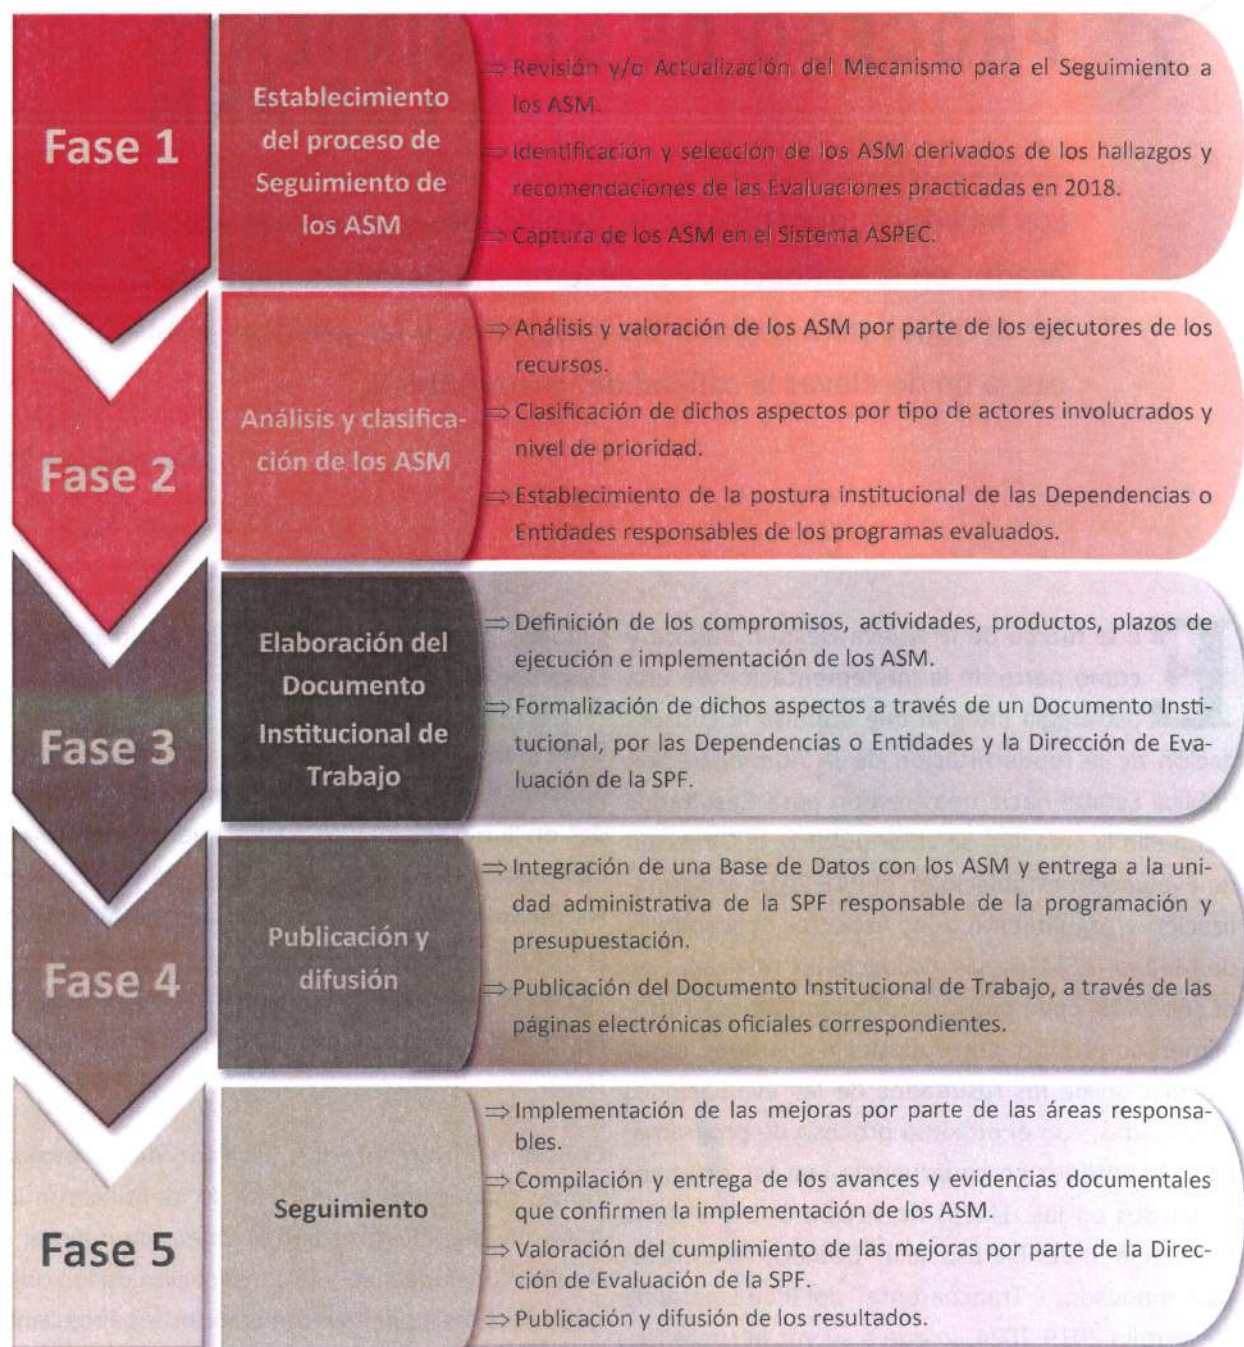 Fase 1
Establecimiento
del proceso de
Seguimiento de
los ASM
⇒ Revisión y/o Actualización del Mecanismo para el Seguimiento a
los ASM.
⇒ Identificación y selección de los ASM derivados de los hallazgos y
recomendaciones de las Evaluaciones practicadas en 2018.
⇒ Captura de los ASM en el Sistema ASPEC.
Fase 2
Análisis y clasifica-
ción de los ASM
⇒ Análisis y valoración de los ASM por parte de los ejecutores de los
recursos.
⇒ Clasificación de dichos aspectos por tipo de actores involucrados y
nivel de prioridad.
⇒ Establecimiento de la postura institucional de las Dependencias o
Entidades responsables de los programas evaluados.
Fase 3
Elaboración del
Documento
Institucional de
Trabajo
⇒ Definición de los compromisos, actividades, productos, plazos de
ejecución e implementación de los ASM.
⇒ Formalización de dichos aspectos a través de un Documento Insti-
tucional, por las Dependencias o Entidades y la Dirección de Eva-
luación de la SPF.
Fase 4
Publicación y
difusión
⇒ Integración de una Base de Datos con los ASM y entrega a la uni-
dad administrativa de la SPF responsable de la programación y
presupuestación.
⇒ Publicación del Documento Institucional de Trabajo, a través de las
páginas electrónicas oficiales correspondientes.
Fase 5
Seguimiento
⇒ Implementación de las mejoras por parte de las áreas responsa-
bles.
⇒ Compilación y entrega de los avances y evidencias documentales
que confirmen la implementación de los ASM.
⇒ Valoración del cumplimiento de las mejoras por parte de la Direc-
ción de Evaluación de la SPF.
⇒ Publicación y difusión de los resultados.